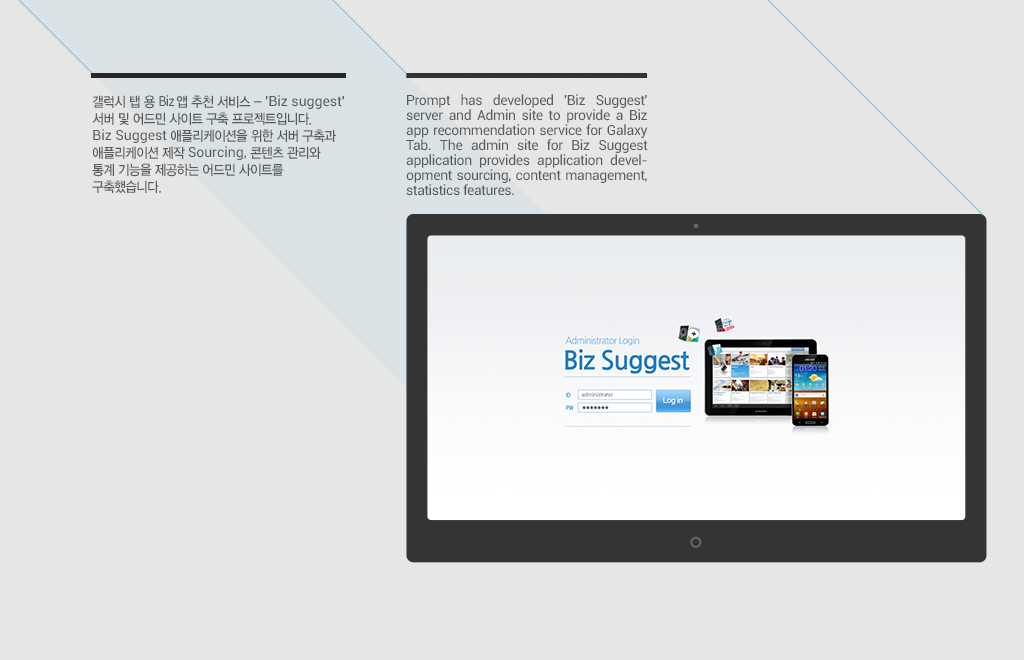 갤럭시 탭 용 Biz 앱 추천 서비스 – 'Biz suggest'
서버 및 어드민 사이트 구축 프로젝트입니다.
Biz Suggest 애플리케이션을 위한 서버 구축과
애플리케이션 제작 Sourcing, 콘텐츠 관리와
통계 기능을 제공하는 어드민 사이트를
구축했습니다.
Prompt has developed 'Biz Suggest'
server and Admin site to provide a Biz
app recommendation service for Galaxy
Tab. The admin site for Biz Suggest
application provides application devel-
opment sourcing, content management,
statistics features.
Administrator Login
Biz Suggest
ID administrator
PW
Log in
01:20